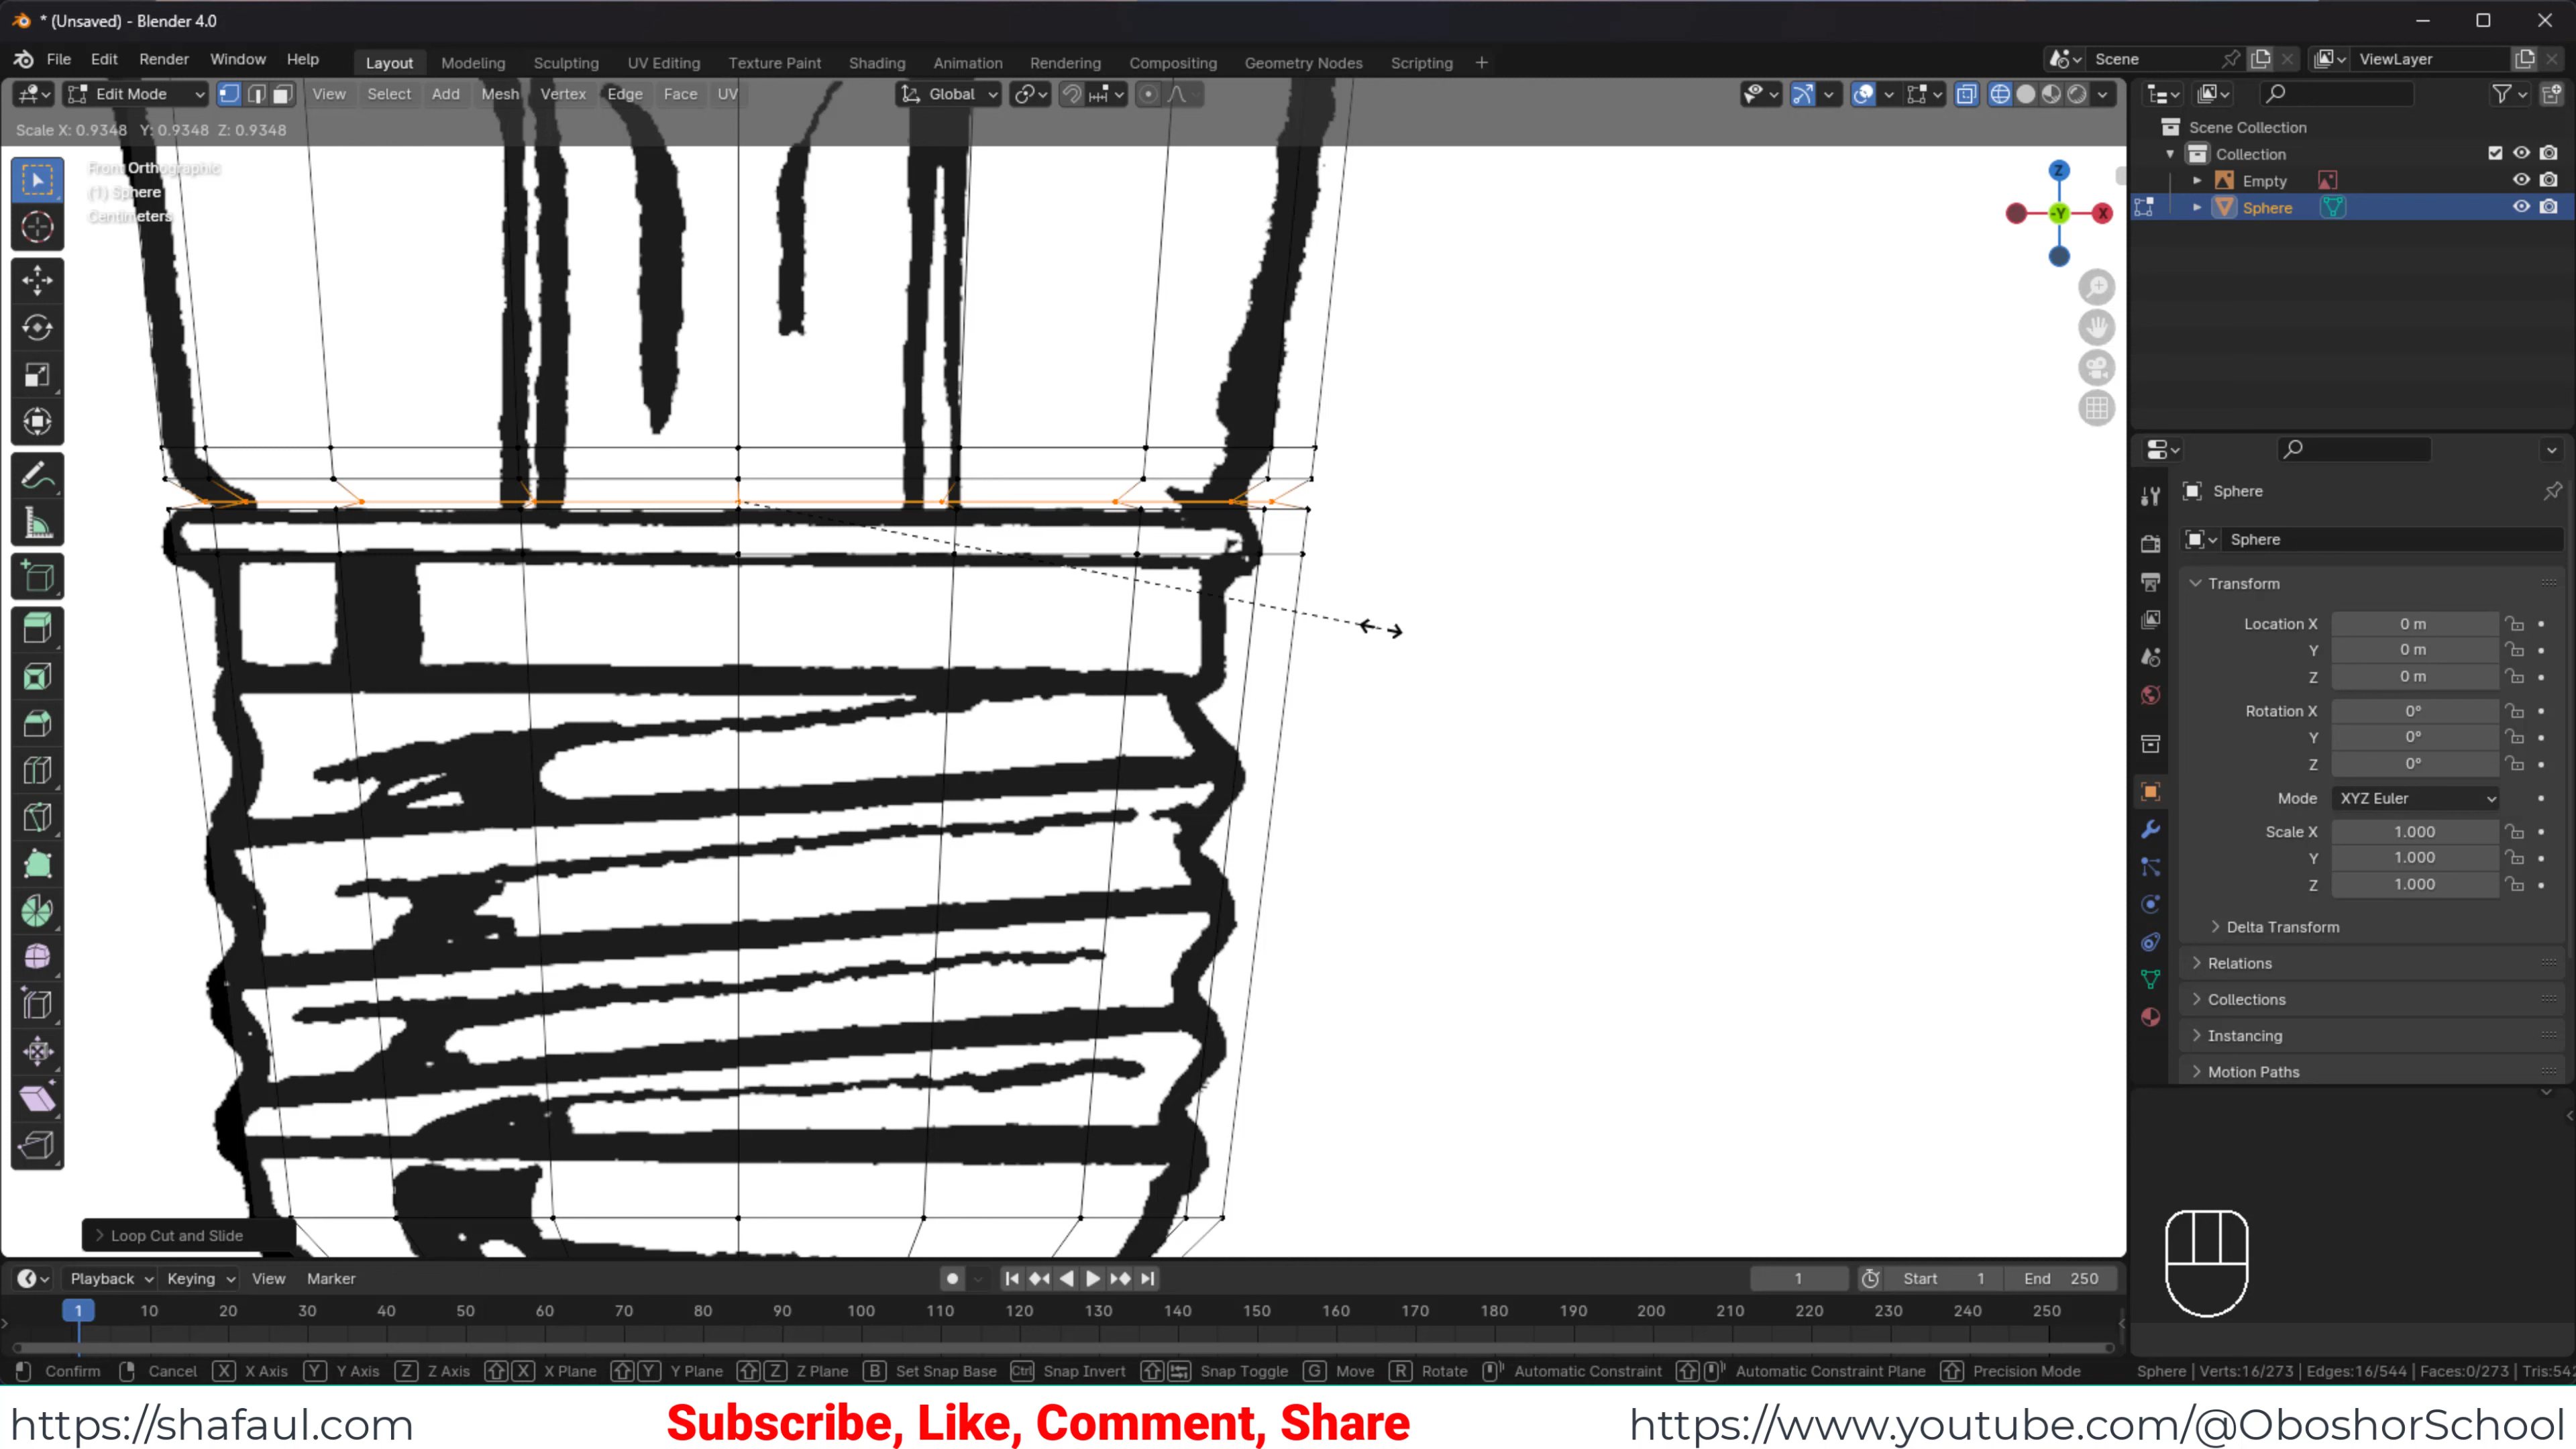 * (Unsaved) - Blender 4.0
File Edit Render Window Help Layout Modeling Sculpting UV Editing Texture Paint Shading Animation Rendering Compositing Geometry Nodes Scripting + Scene ViewLayer
Edit Mode View Select Add Mesh Vertex Edge Face UV Global
Scale X: 0.9348 Y: 0.9348 Z: 0.9348
Front Orthographic
(1) Sphere
Centimeters
Z
-Y
X
Scene Collection
Collection
Empty
Sphere
Sphere
Sphere
Transform
Location X 0 m
Y 0 m
Z 0 m
Rotation X 0°
Y 0°
Z 0°
Mode XYZ Euler
Scale X 1.000
Y 1.000
Z 1.000
Delta Transform
Relations
Collections
Instancing
Motion Paths
Loop Cut and Slide
Playback Keying View Marker 1 Start 1 End 250
1 10 20 30 40 50 60 70 80 90 100 110 120 130 140 150 160 170 180 190 200 210 220 230 240 250
Confirm Cancel X X Axis Y Y Axis Z Z Axis X X Plane Y Y Plane Z Z Plane B Set Snap Base Ctrl Snap Invert Snap Toggle G Move R Rotate Automatic Constraint Automatic Constraint Plane Precision Mode Sphere | Verts:16/273 | Edges:16/544 | Faces:0/273 | Tris:542
https://shafaul.com Subscribe, Like, Comment, Share https://www.youtube.com/@OboshorSchool